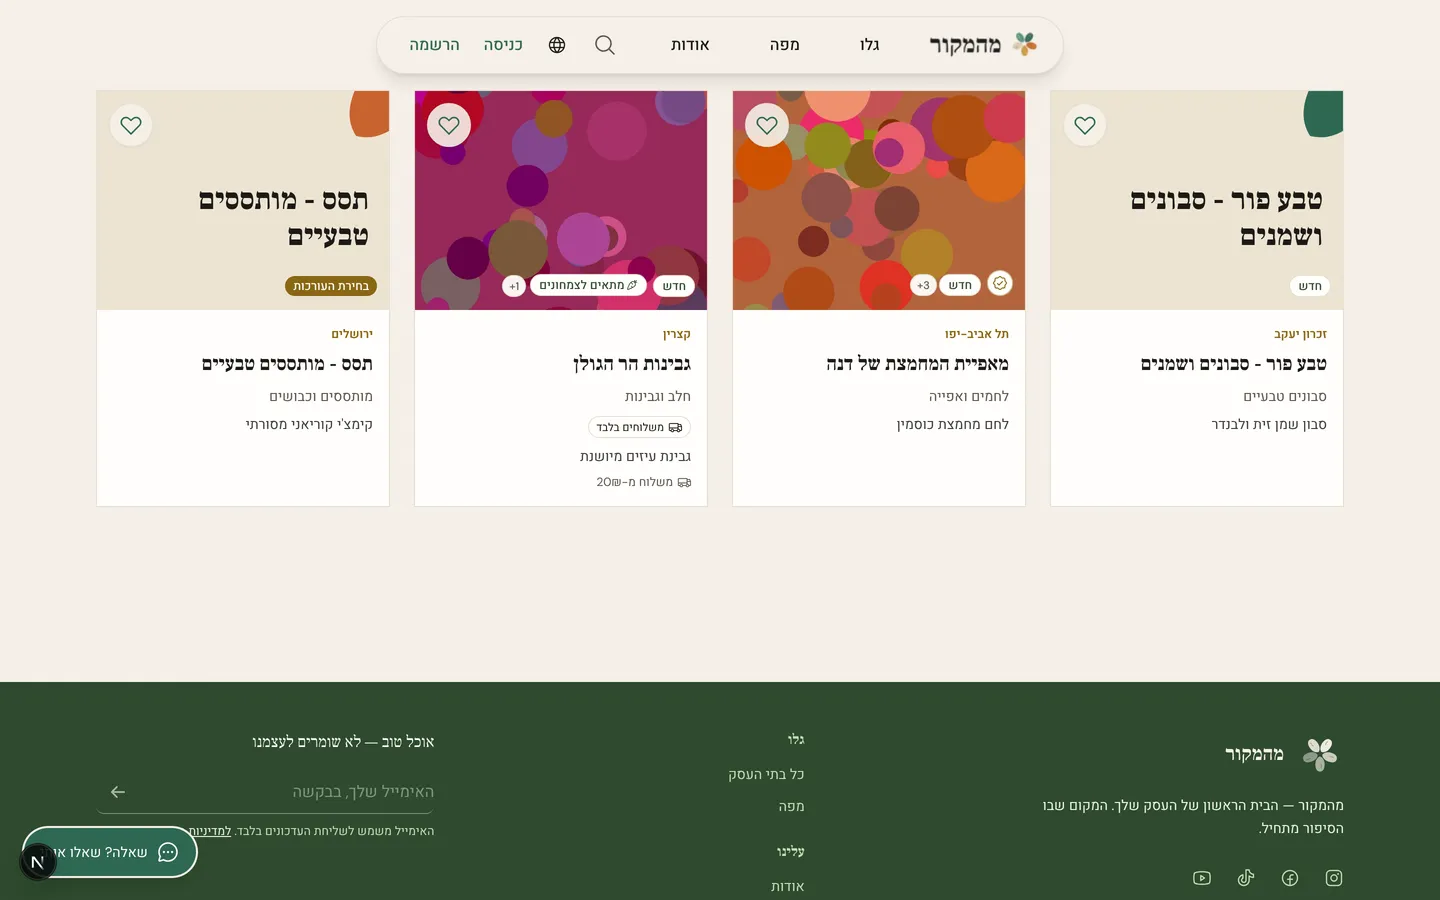 מהמקור
גלו
מפה
אודות
כניסה
הרשמה
טבע פור - סבונים
ושמנים
חדש
זכרון יעקב
טבע פור - סבונים ושמנים
סבונים טבעיים
סבון שמן זית ולבנדר
חדש
+3
תל אביב-יפו
מאפיית המחמצת של דנה
לחמים ואפייה
לחם מחמצת כוסמין
חדש
מתאים לצמחונים
+1
קצרין
גבינות הר הגולן
חלב וגבינות
משלוחים בלבד
גבינת עיזים מיושנת
משלוח מ-₪20
תסס - מותססים
טבעיים
בחירת העורכות
ירושלים
תסס - מותססים טבעיים
מותססים וכבושים
קימצ'י קוריאני מסורתי
מהמקור
מהמקור — הבית הראשון של העסק שלך. המקום שבו
הסיפור מתחיל.
גלו
כל בתי העסק
מפה
עלינו
אודות
אוכל טוב — לא שומרים לעצמנו
האימייל שלך, בבקשה
האימייל משמש לשליחת העדכונים בלבד. למדיניות
שאלה? שאלו
N